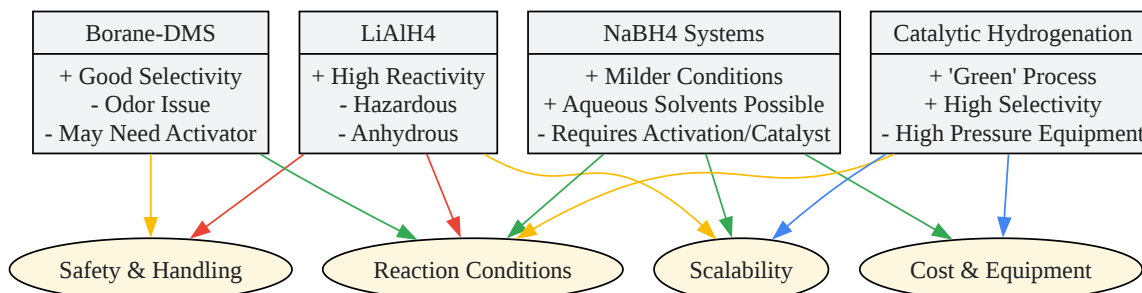 Borane-DMS
+ Good Selectivity
- Odor Issue
- May Need Activator
LiAlH4
+ High Reactivity
- Hazardous
- Anhydrous
NaBH4 Systems
+ Milder Conditions
+ Aqueous Solvents Possible
- Requires Activation/Catalyst
Catalytic Hydrogenation
+ 'Green' Process
+ High Selectivity
- High Pressure Equipment
Safety & Handling
Reaction Conditions
Scalability
Cost & Equipment